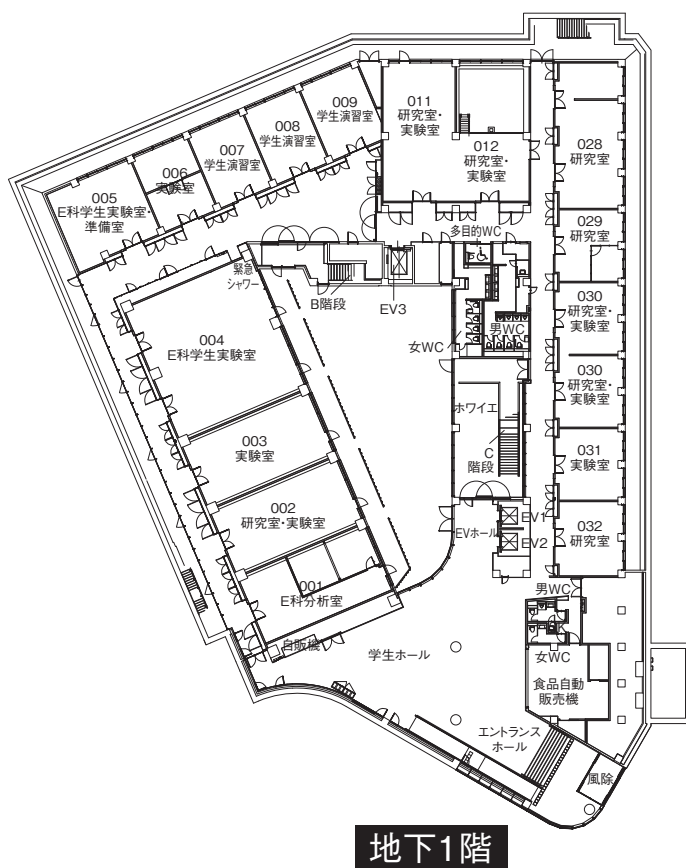 009
学生演習室
008
学生演習室
007
学生演習室
006
実験室
005
E科学生実験室・
準備室
011
研究室・
実験室
012
研究室・
実験室
028
研究室
029
研究室
030
研究室・
実験室
030
研究室・
実験室
031
実験室
032
研究室
多目的WC
緊急
シャワー
B階段
EV3
女WC
男WC
004
E科学生実験室
003
実験室
002
研究室・実験室
001
E科分析室
ホワイエ
C
階段
EVホール
EV1
EV2
男WC
女WC
食品自動
販売機
自販機
学生ホール
エントランス
ホール
風除
地下1階